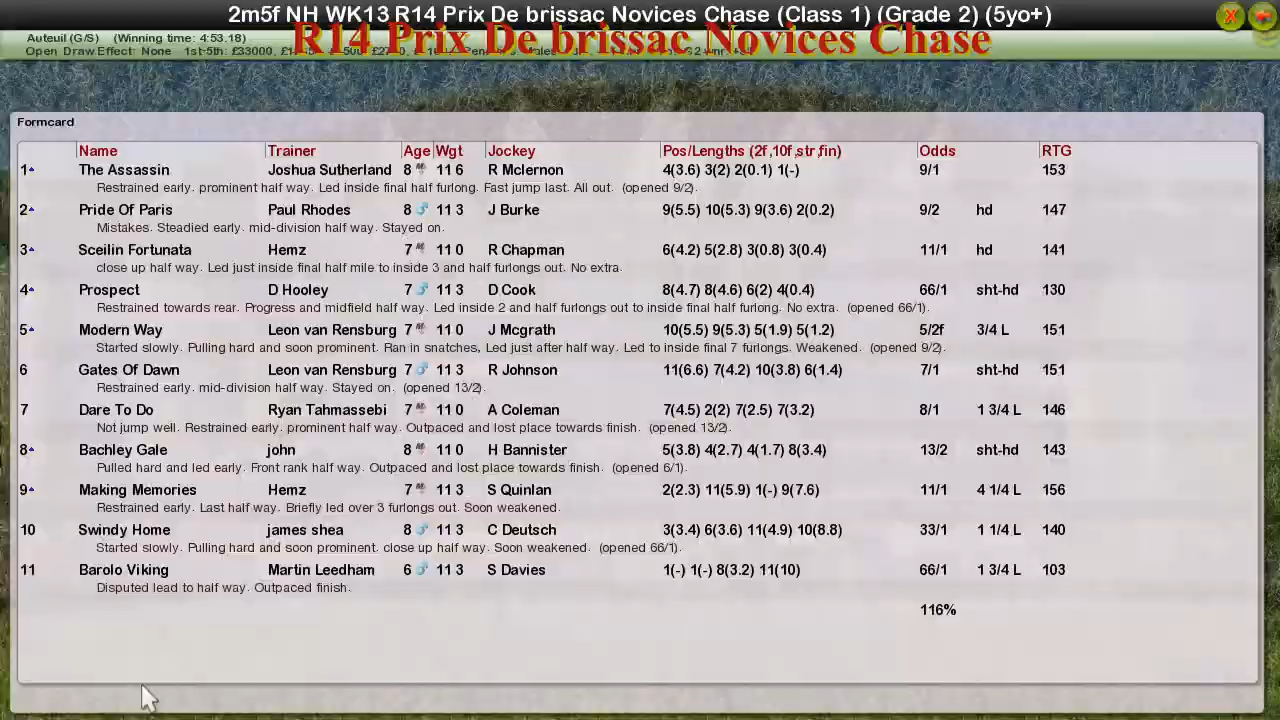 2m5f NH WK13 R14 Prix De brissac Novices Chase (Class 1) (Grade 2) (5yo+)
R14 Prix De brissac Novices Chase
Auteuil (G/S) (Winning time: 4:53.18)
Open Draw Effect: None 1st-5th: £33000,
Formcard
Name Trainer Age Wgt Jockey Pos/Lengths (2f,10f,str,fin) Odds RTG
1 The Assassin Joshua Sutherland 8 11 6 R Mclernon 4(3.6) 3(2) 2(0.1) 1(-) 9/1 153
Restrained early. prominent half way. Led inside final half furlong. Fast jump last. All out. (opened 9/2).
2 Pride Of Paris Paul Rhodes 8 11 3 J Burke 9(5.5) 10(5.3) 9(3.6) 2(0.2) 9/2 hd 147
Mistakes. Steadied early. mid-division half way. Stayed on.
3 Sceilin Fortunata Hemz 7 11 0 R Chapman 6(4.2) 5(2.8) 3(0.8) 3(0.4) 11/1 hd 141
close up half way. Led just inside final half mile to inside 3 and half furlongs out. No extra.
4 Prospect D Hooley 7 11 3 D Cook 8(4.7) 8(4.6) 6(2) 4(0.4) 66/1 sht-hd 130
Restrained towards rear. Progress and midfield half way. Led inside 2 and half furlongs out to inside final half furlong. No extra. (opened 66/1).
5 Modern Way Leon van Rensburg 7 11 0 J Mcgrath 10(5.5) 9(5.3) 5(1.9) 5(1.2) 5/2f 3/4 L 151
Started slowly. Pulling hard and soon prominent. Ran in snatches, Led just after half way. Led to inside final 7 furlongs. Weakened. (opened 9/2).
6 Gates Of Dawn Leon van Rensburg 7 11 3 R Johnson 11(6.6) 7(4.2) 10(3.8) 6(1.4) 7/1 sht-hd 151
Restrained early. mid-division half way. Stayed on. (opened 13/2).
7 Dare To Do Ryan Tahmassebi 7 11 0 A Coleman 7(4.5) 2(2) 7(2.5) 7(3.2) 8/1 1 3/4 L 146
Not jump well. Restrained early. prominent half way. Outpaced and lost place towards finish. (opened 13/2).
8 Bachley Gale john 8 11 0 H Bannister 5(3.8) 4(2.7) 4(1.7) 8(3.4) 13/2 sht-hd 143
Pulled hard and led early. Front rank half way. Outpaced and lost place towards finish. (opened 6/1).
9 Making Memories Hemz 7 11 3 S Quinlan 2(2.3) 11(5.9) 1(-) 9(7.6) 11/1 4 1/4 L 156
Restrained early. Last half way. Briefly led over 3 furlongs out. Soon weakened.
10 Swindy Home james shea 8 11 3 C Deutsch 3(3.4) 6(3.6) 11(4.9) 10(8.8) 33/1 1 1/4 L 140
Started slowly. Pulling hard and soon prominent. close up half way. Soon weakened. (opened 66/1).
11 Barolo Viking Martin Leedham 6 11 3 S Davies 1(-) 1(-) 8(3.2) 11(10) 66/1 1 3/4 L 103
Disputed lead to half way. Outpaced finish.
116%